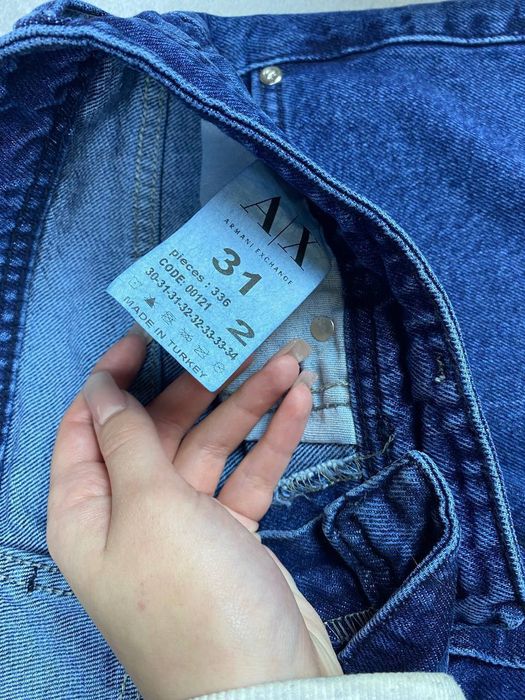 A|X
ARMANI EXCHANGE
31
pieces : 336
CODE: 00121
2
30-31-31-32-32-33-33-34
MADE IN TURKEY